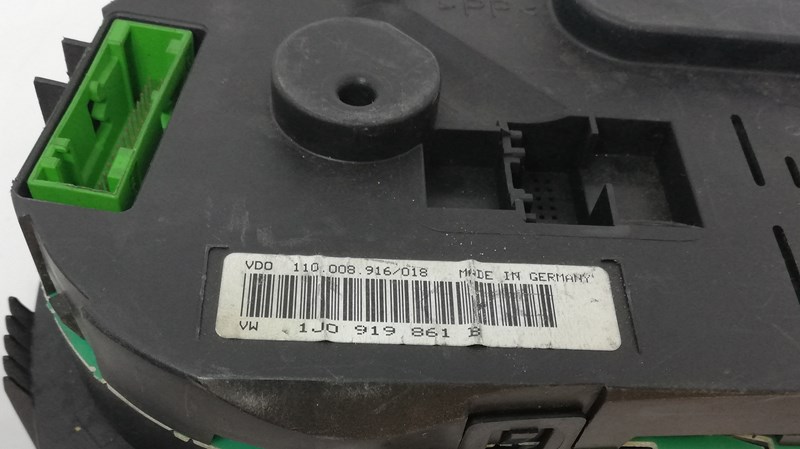 VDO 110.008.916/018 MADE IN GERMANY
VW 1J0 919 861 B